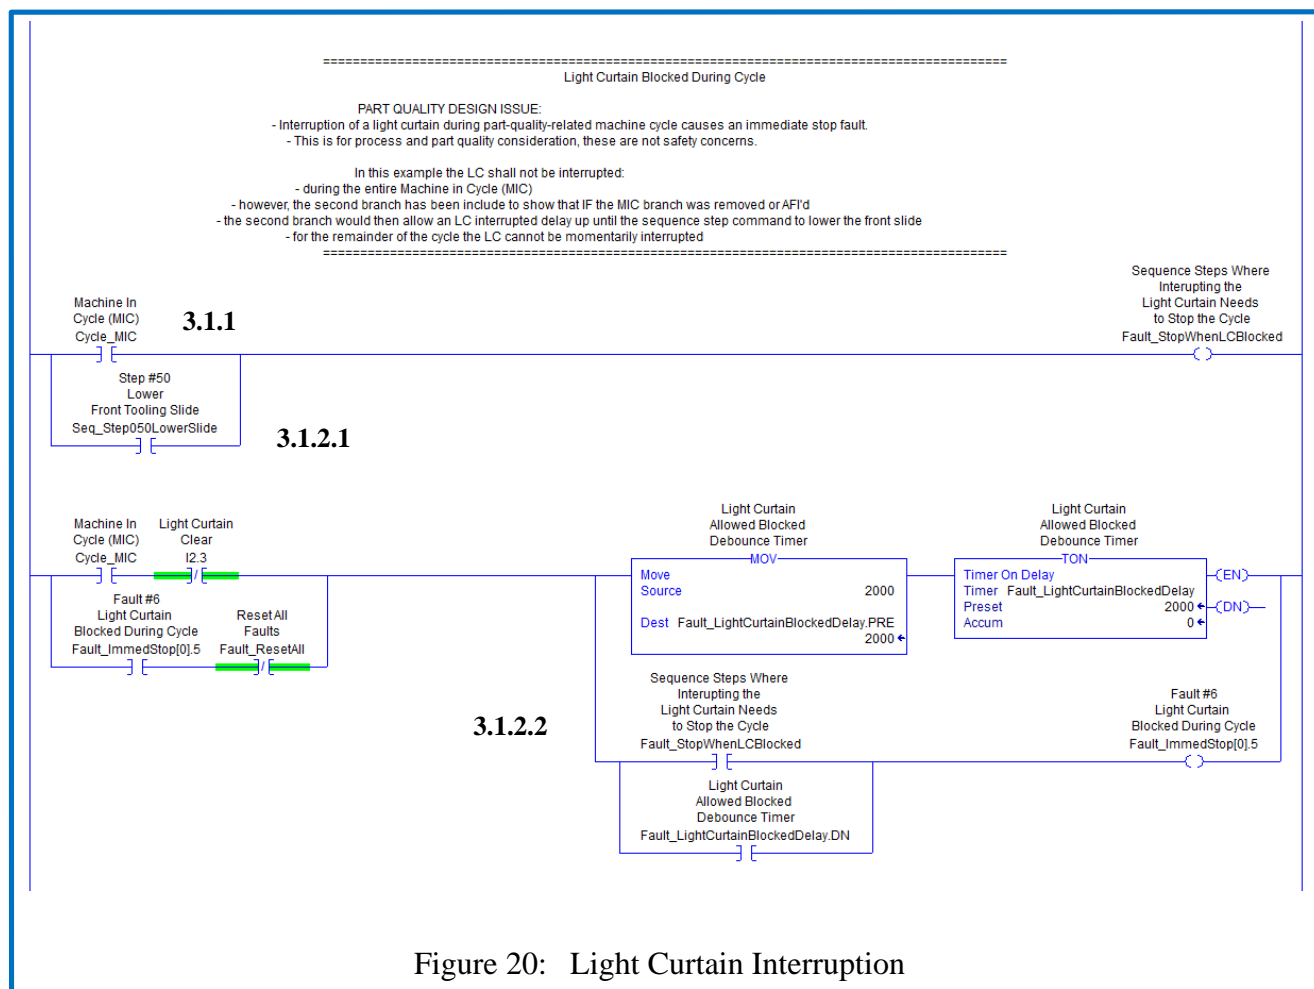 ================================================================================================
Light Curtain Blocked During Cycle
PART QUALITY DESIGN ISSUE:
- Interruption of a light curtain during part-quality-related machine cycle causes an immediate stop fault.
- This is for process and part quality consideration, these are not safety concerns.
In this example the LC shall not be interrupted:
- during the entire Machine in Cycle (MIC)
- however, the second branch has been include to show that IF the MIC branch was removed or AFI'd
- the second branch would then allow an LC interrupted delay up until the sequence step command to lower the front slide
- for the remainder of the cycle the LC cannot be momentarily interrupted
================================================================================================
Machine In
Cycle (MIC)
Cycle_MIC
3.1.1
Sequence Steps Where
Interupting the
Light Curtain Needs
to Stop the Cycle
Fault_StopWhenLCBlocked
Step #50
Lower
Front Tooling Slide
Seq_Step050LowerSlide
3.1.2.1
Machine In
Cycle (MIC)
Cycle_MIC
Light Curtain
Clear
I2.3
Light Curtain
Allowed Blocked
Debounce Timer
MOV
Move
Source 2000
Dest Fault_LightCurtainBlockedDelay.PRE
2000
Light Curtain
Allowed Blocked
Debounce Timer
TON
Timer On Delay
Timer Fault_LightCurtainBlockedDelay
Preset 2000
Accum 0
EN
DN
Fault #6
Light Curtain
Blocked During Cycle
Fault_ImmedStop[0].5
Reset All
Faults
Fault_ResetAll
3.1.2.2
Sequence Steps Where
Interupting the
Light Curtain Needs
to Stop the Cycle
Fault_StopWhenLCBlocked
Fault #6
Light Curtain
Blocked During Cycle
Fault_ImmedStop[0].5
Light Curtain
Allowed Blocked
Debounce Timer
Fault_LightCurtainBlockedDelay.DN
Figure 20: Light Curtain Interruption